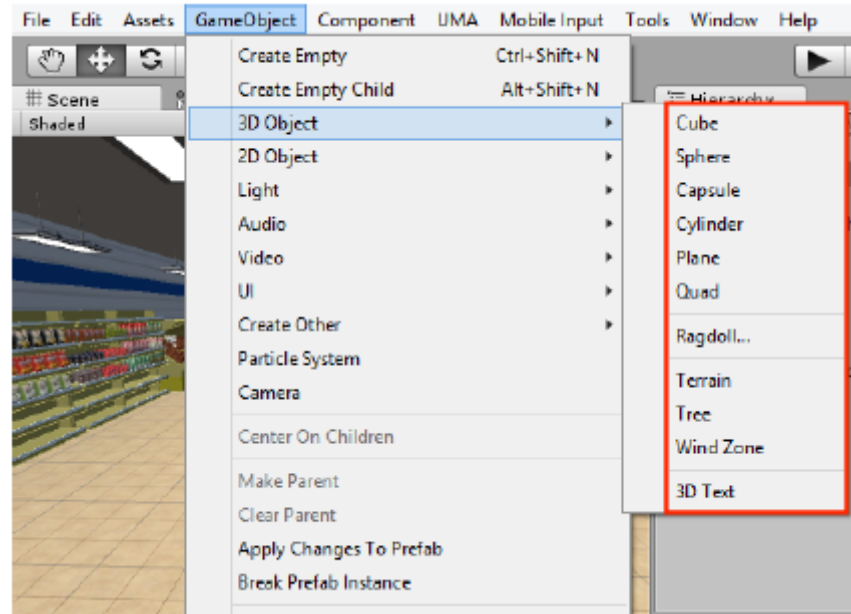 File Edit Assets GameObject Component UMA Mobile Input Tools Window Help
Scene
Hierarchy
Shaded
Create Empty Ctrl+Shift+N
Create Empty Child Alt+Shift+N
3D Object
2D Object
Light
Audio
Video
UI
Create Other
Particle System
Camera
Center On Children
Make Parent
Clear Parent
Apply Changes To Prefab
Break Prefab Instance
Cube
Sphere
Capsule
Cylinder
Plane
Quad
Ragdoll...
Terrain
Tree
Wind Zone
3D Text